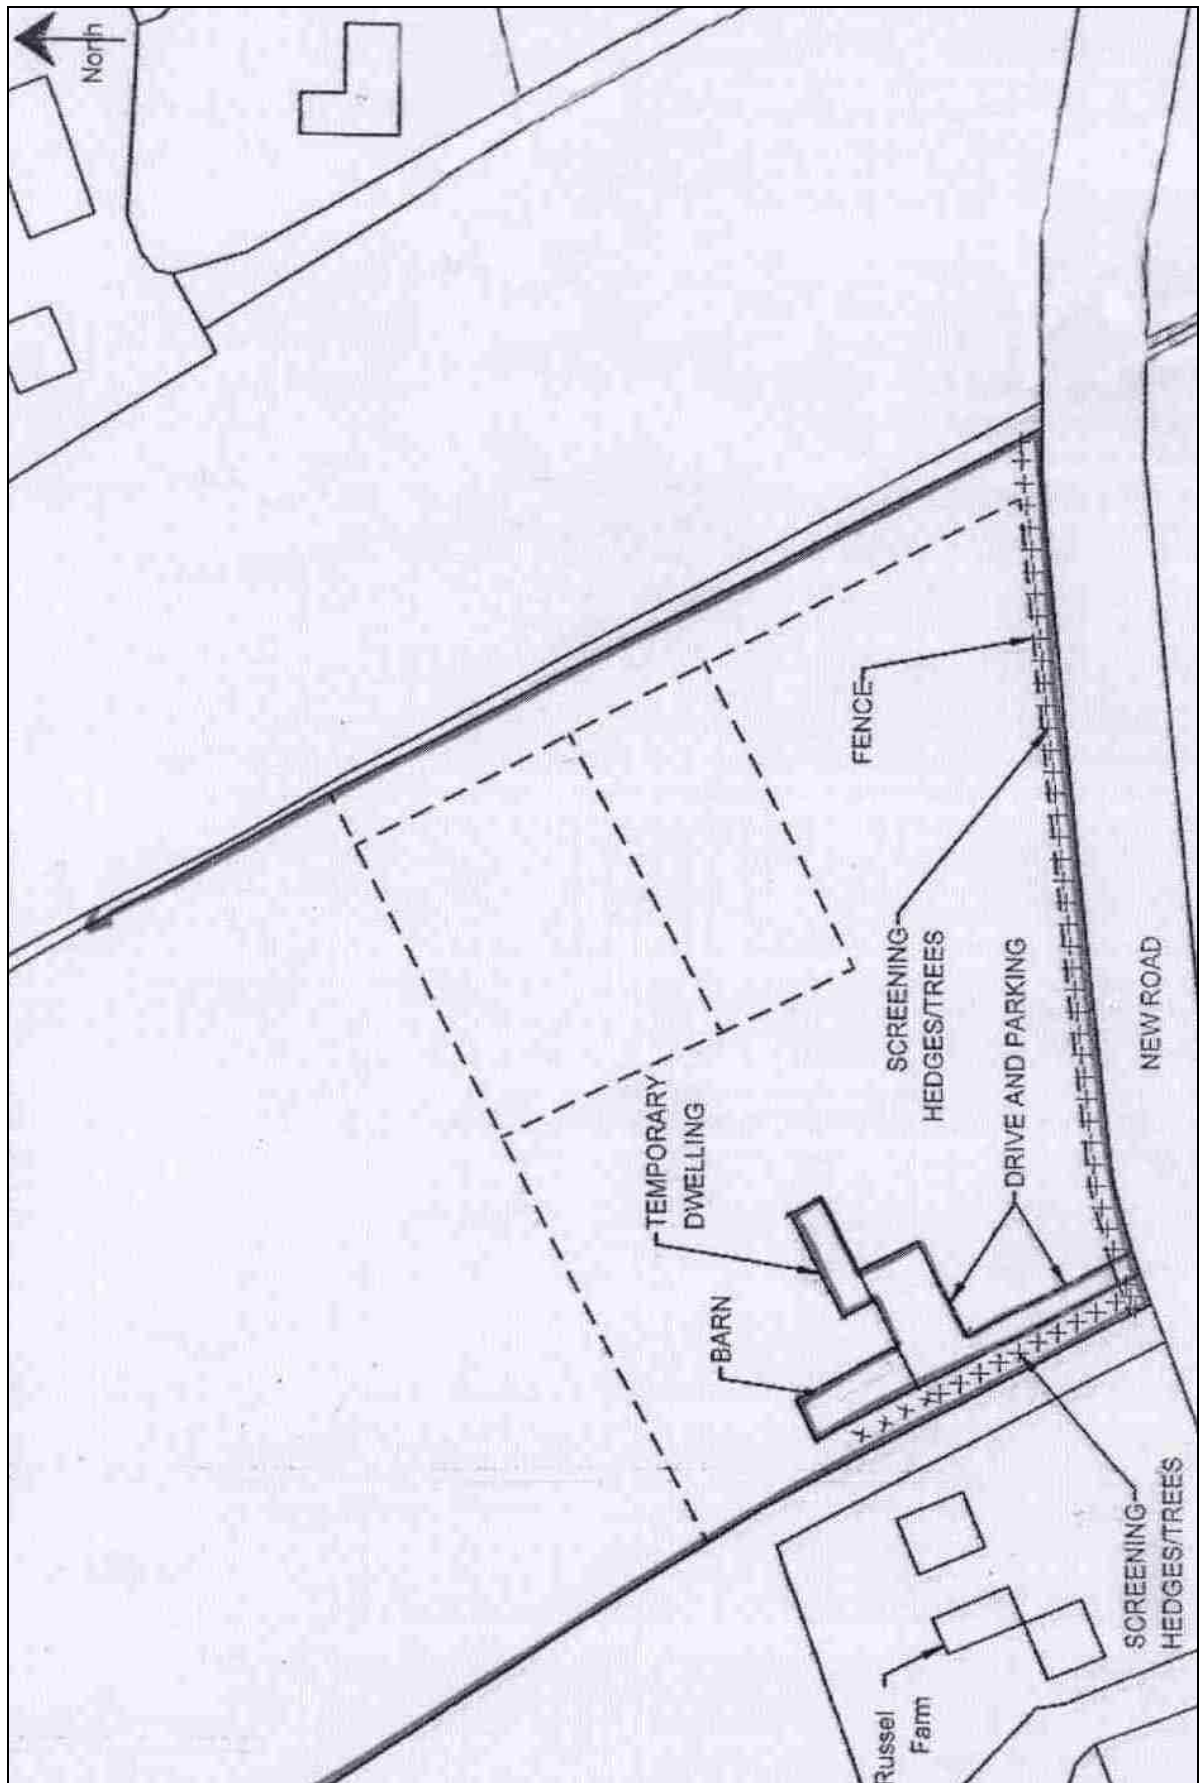 North
FENCE
SCREENING
HEDGES/TREES
DRIVE AND PARKING
NEW ROAD
TEMPORARY
DWELLING
BARN
SCREENING
HEDGES/TREES
Russel
Farm